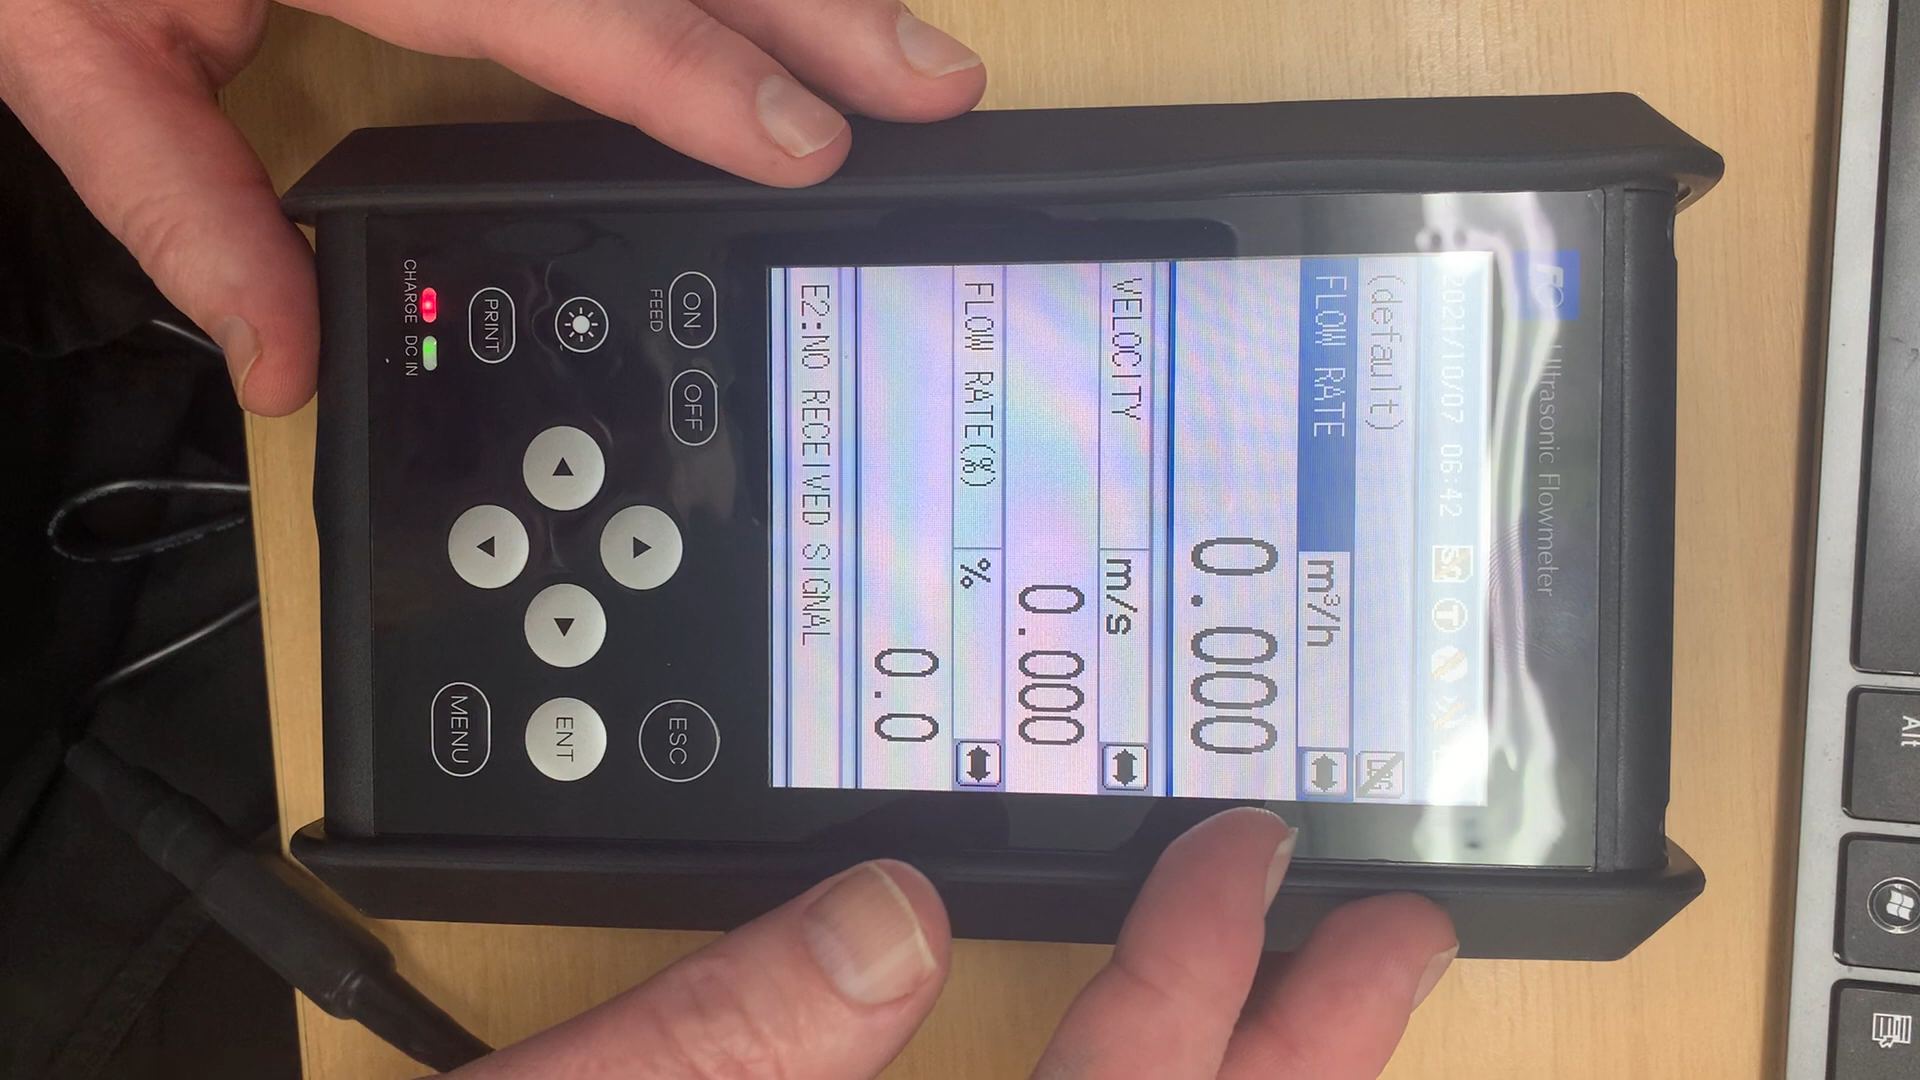 Ultrasonic Flowmeter
2021/10/07 06:42
(default)
LOG
FLOW RATE m³/h
0.000
VELOCITY m/s
0.000
FLOW RATE(%) %
0.0
E2:NO RECEIVED SIGNAL
ON OFF
FEED
ESC
PRINT
ENT
MENU
CHARGE DC IN
Alt